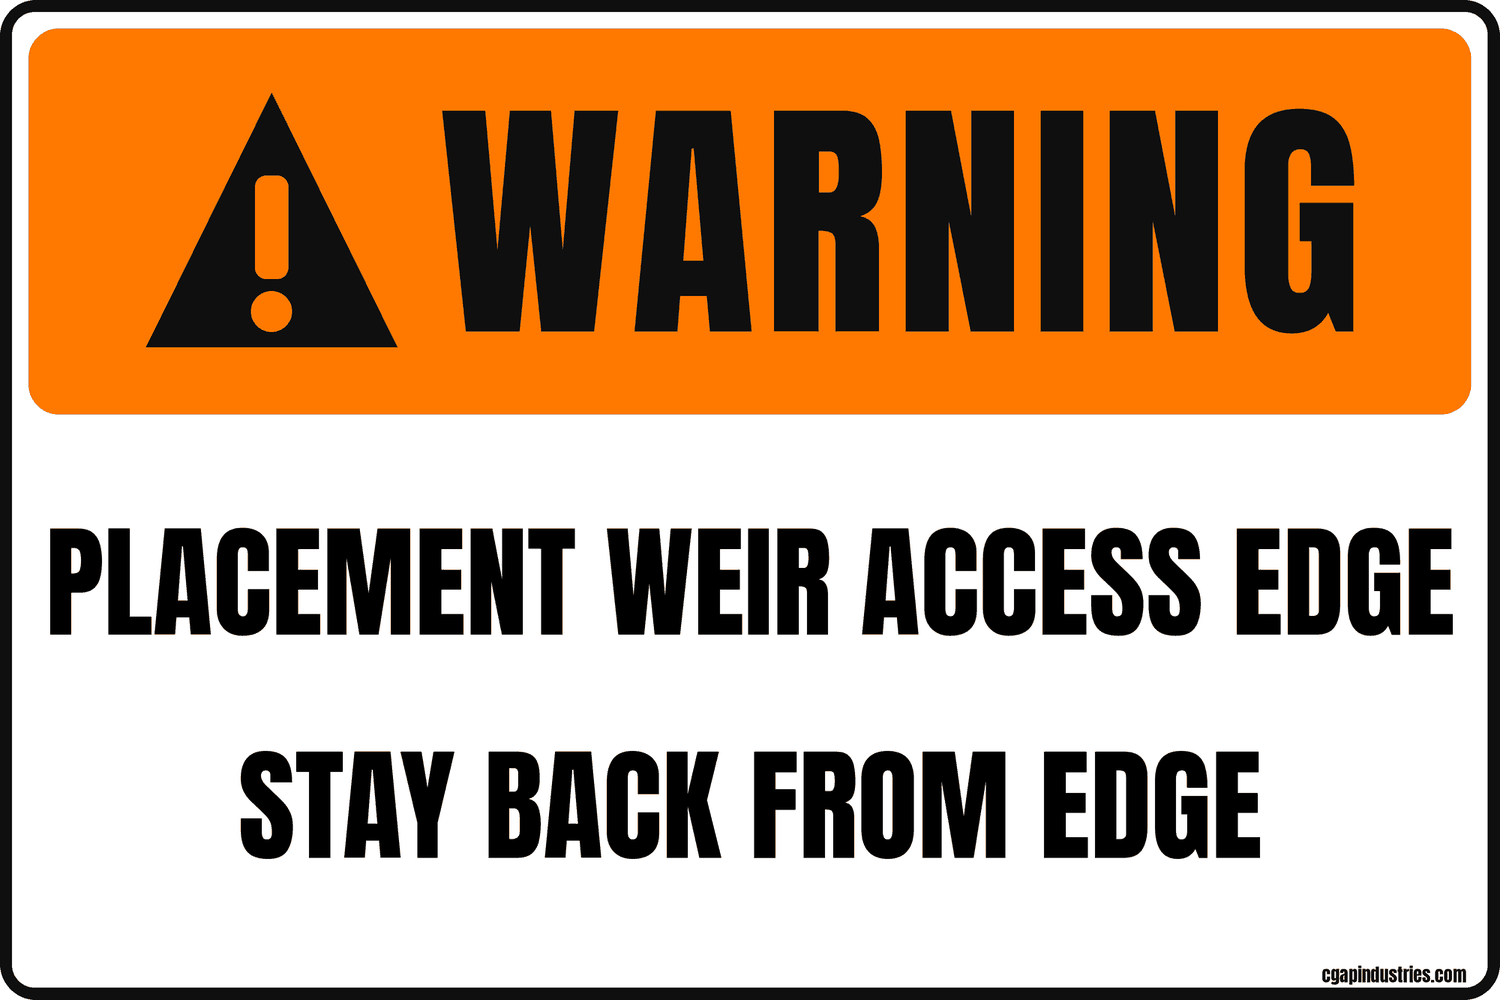 WARNING
PLACEMENT WEIR ACCESS EDGE
STAY BACK FROM EDGE
cgapindustries.com